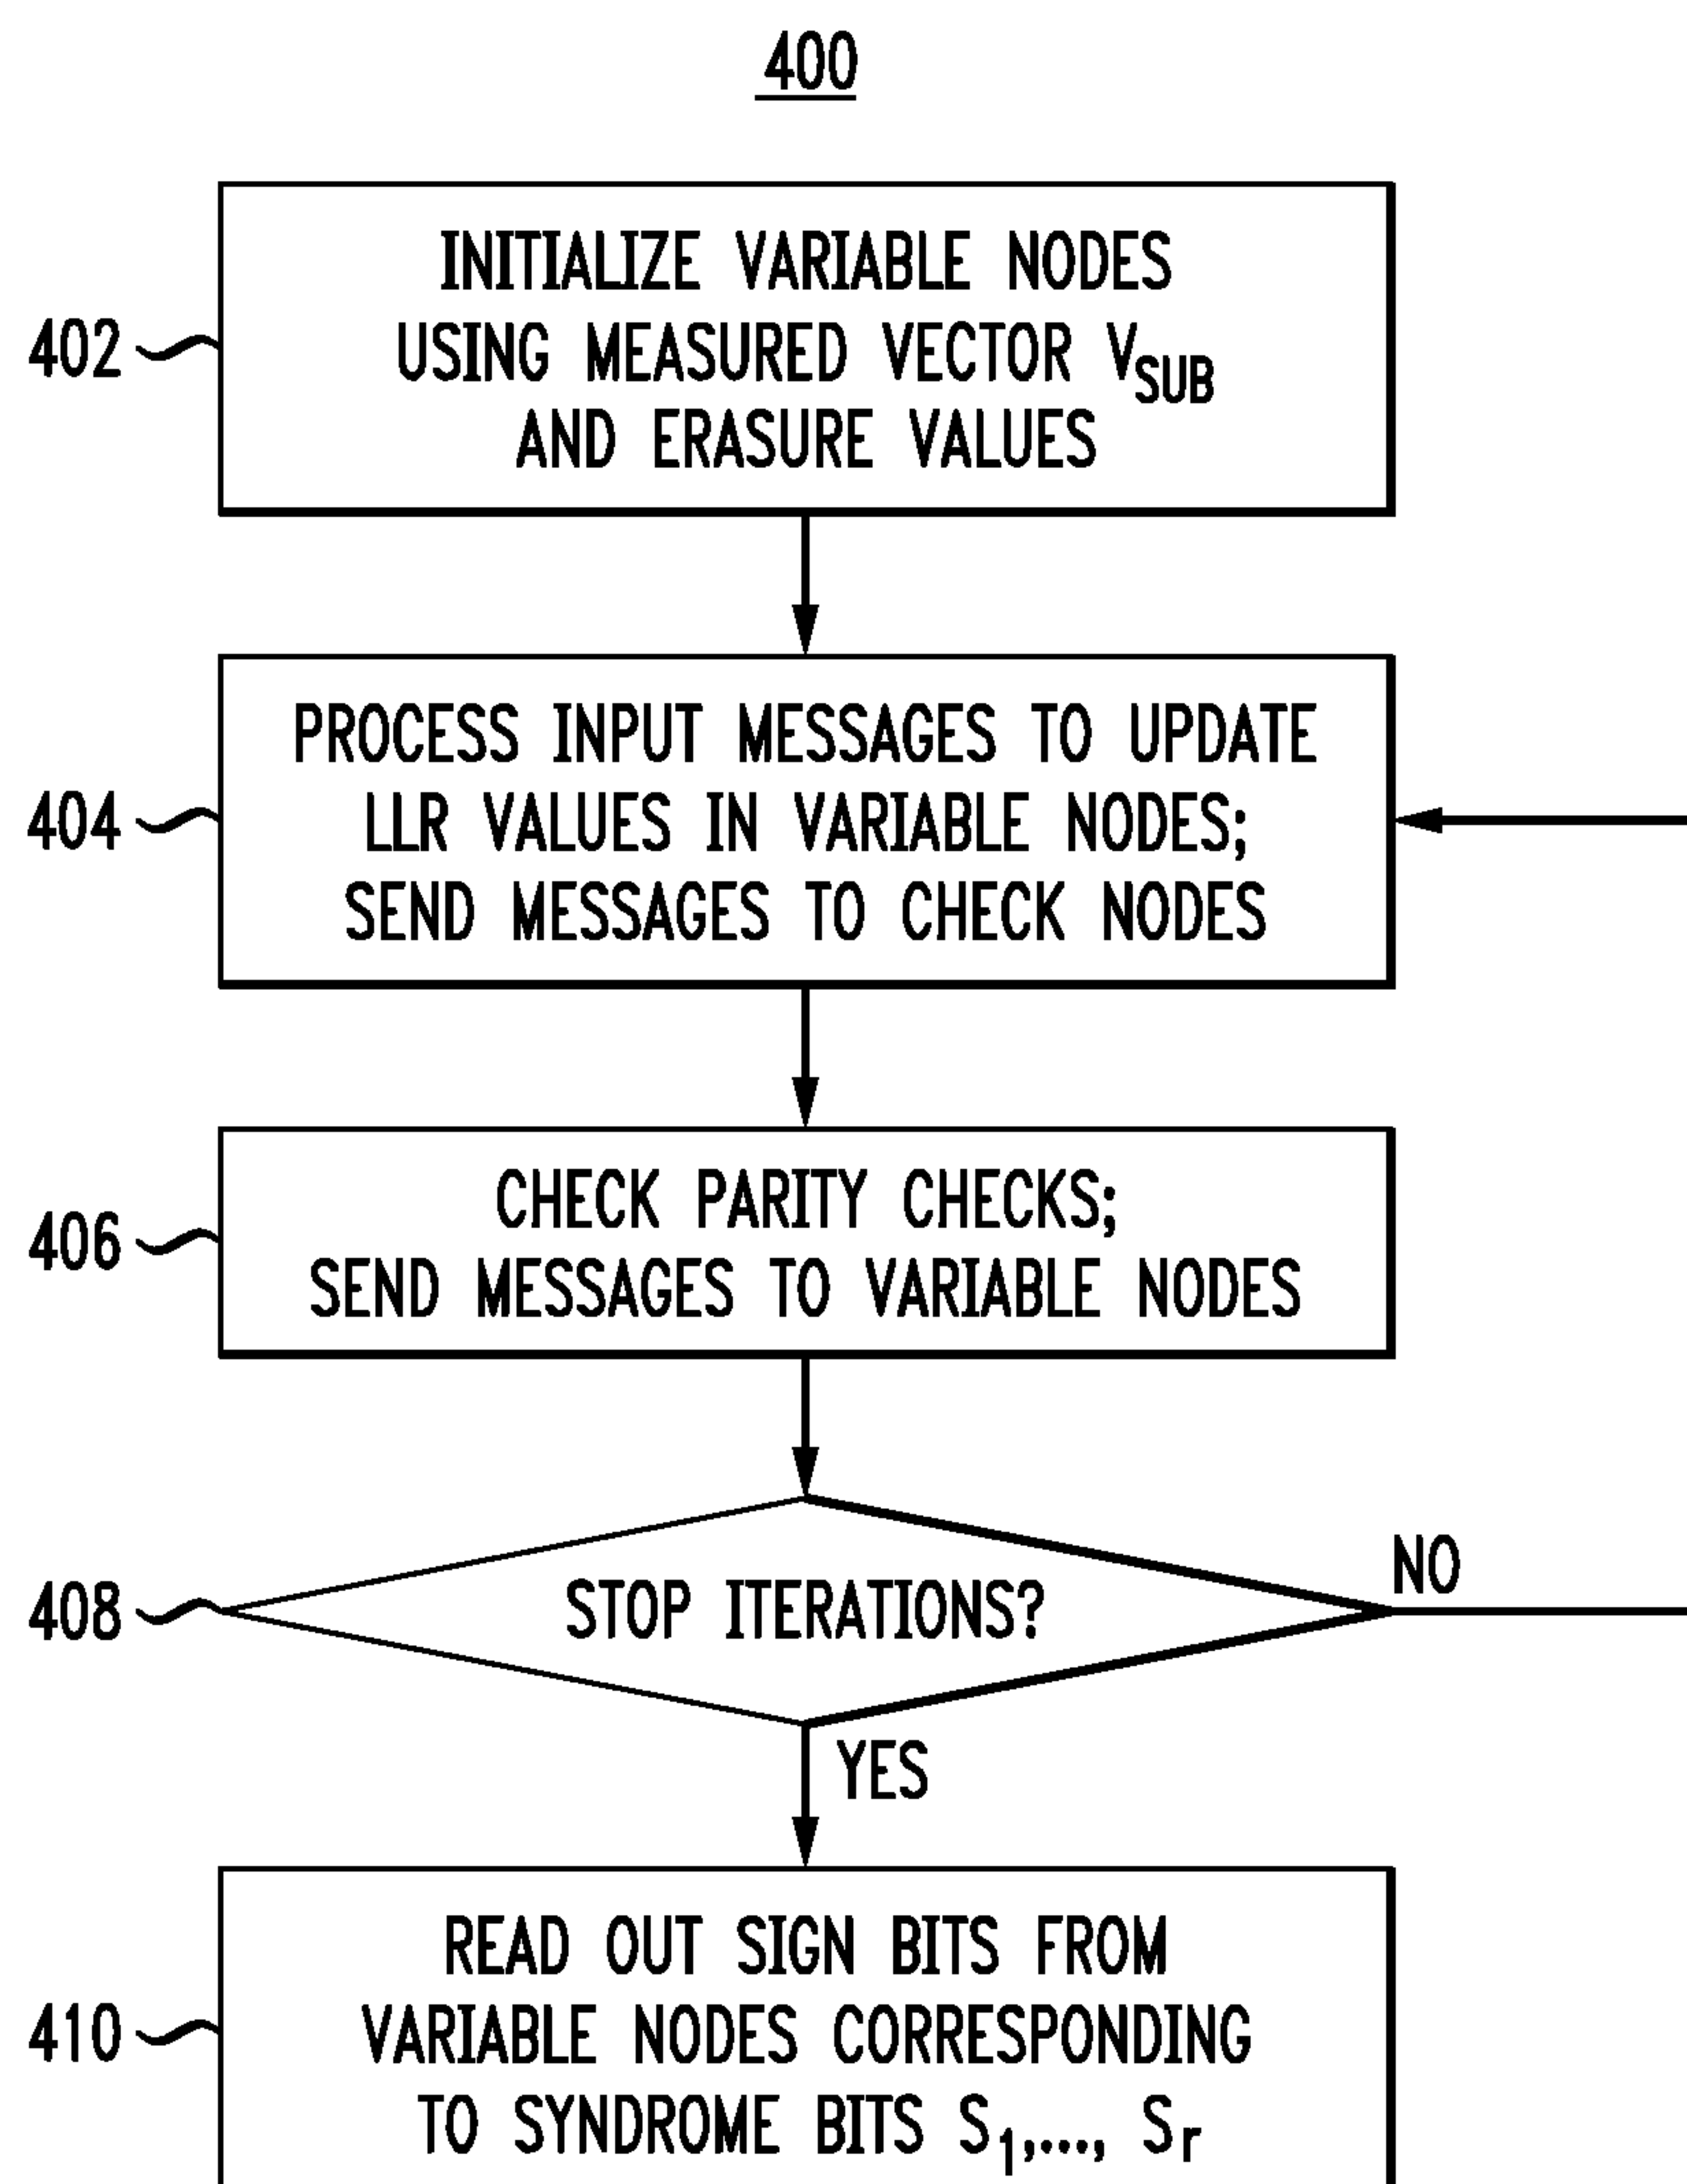 400
402
INITIALIZE VARIABLE NODES
USING MEASURED VECTOR VSUB
AND ERASURE VALUES
404
PROCESS INPUT MESSAGES TO UPDATE
LLR VALUES IN VARIABLE NODES;
SEND MESSAGES TO CHECK NODES
406
CHECK PARITY CHECKS;
SEND MESSAGES TO VARIABLE NODES
408
STOP ITERATIONS?
NO
YES
410
READ OUT SIGN BITS FROM
VARIABLE NODES CORRESPONDING
TO SYNDROME BITS S1,..., Sr